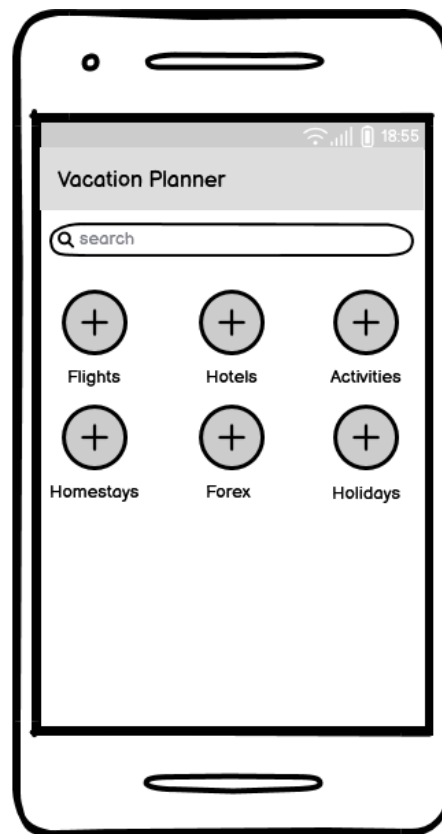 18:55
Vacation Planner
search
Flights Hotels Activities
Homestays Forex Holidays